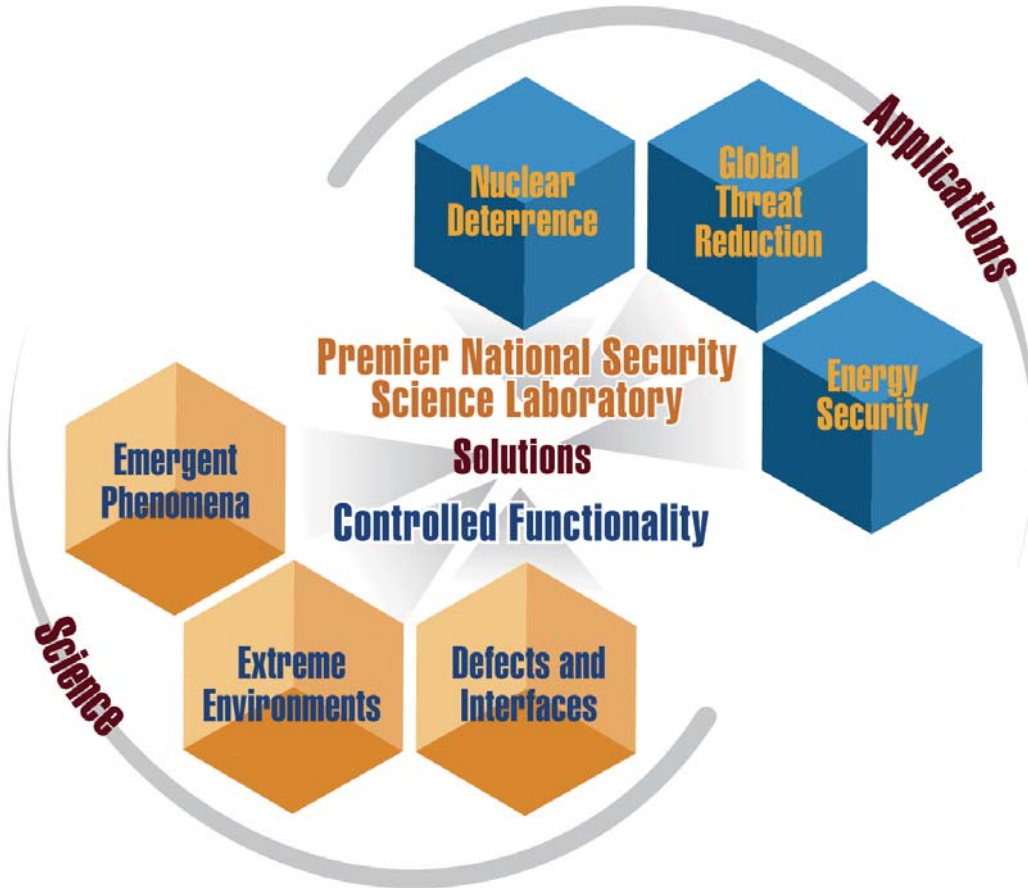 Applications
Nuclear
Deterrence
Global
Threat
Reduction
Energy
Security
Premier National Security
Science Laboratory
Solutions
Controlled Functionality
Emergent
Phenomena
Extreme
Environments
Defects and
Interfaces
Science